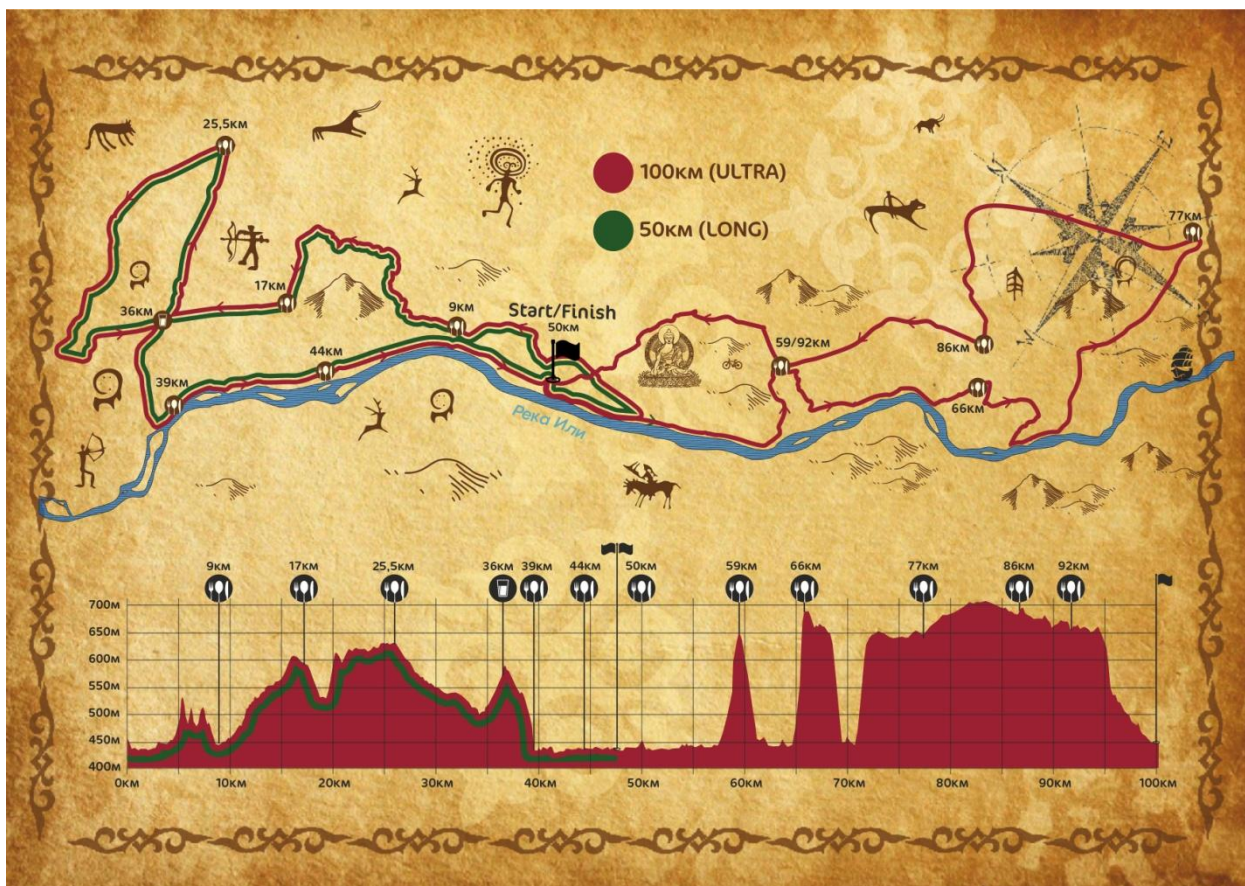 25,5КМ
100КМ (ULTRA)
50КМ (LONG)
77КМ
17КМ
9КМ
Start/Finish
50КМ
36КМ
44КМ
39КМ
59/92КМ
86КМ
66КМ
Река Или
9КМ 17КМ 25,5КМ 36КМ 39КМ 44КМ 50КМ 59КМ 66КМ 77КМ 86КМ 92КМ
700М
650М
600М
550М
500М
450М
400М
0КМ 10КМ 20КМ 30КМ 40КМ 50КМ 60КМ 70КМ 80КМ 90КМ 100КМ